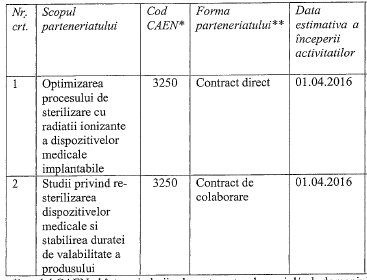 Nr.
crt.
Scopul
parteneriatului
Cod
CAEN*
Forma
parteneriatului**
Data
estimativa a
începerii
activitatilor
1
Optimizarea
procesului de
sterilizare cu
radiatii ionizante
a dispozitivelor
medicale
implantabile
3250
Contract direct
01.04.2016
2
Studii privind re-
sterilizarea
dispozitivelor
medicale si
stabilirea duratei
de valabilitate a
produsului
3250
Contract de
colaborare
01.04.2016